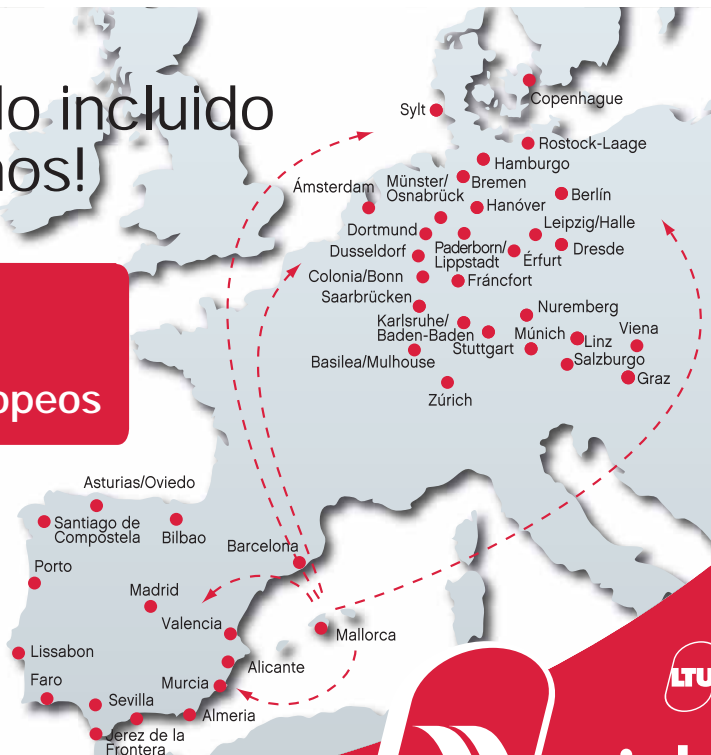 lo incluido
nos!
ppeos
Sylt
Copenhague
Rostock-Laage
Hamburgo
Ámsterdam
Münster/
Osnabrück
Bremen
Berlín
Hanóver
Dortmund
Paderborn/
Lippstadt
Leipzig/Halle
Dusseldorf
Érfurt
Dresde
Colonia/Bonn
Fráncfort
Saarbrücken
Karlsruhe/
Baden-Baden
Nuremberg
Stuttgart
Múnich
Linz
Viena
Basilea/Mulhouse
Salzburgo
Graz
Zúrich
Asturias/Oviedo
Santiago de
Compostela
Bilbao
Barcelona
Porto
Madrid
Valencia
Mallorca
Lissabon
Alicante
Faro
Murcia
Sevilla
Almeria
Jerez de la
Frontera
LTU